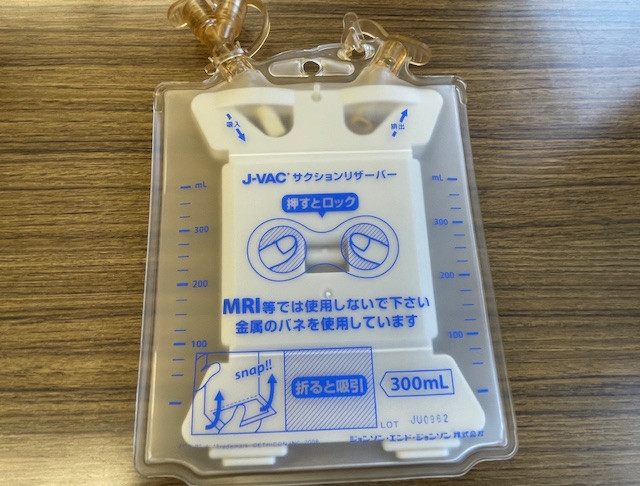 吸入
排出
J-VAC サクションリザーバー
押すとロック
mL
mL
300
300
200
200
MRI等では使用しないで下さい
金属のバネを使用しています
100
100
snap!!
折ると吸引
300mL
LOT JU0962
Trademark
ジョンソン・エンド・ジョンソン 株式会社